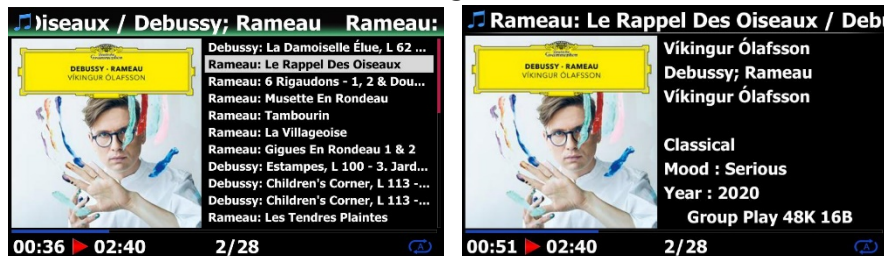 )iseaux / Debussy; Rameau Rameau:
DEBUSSY · RAMEAU
VÍKINGUR ÓLAFSSON
Debussy: La Damoiselle Élue, L 62 ...
Rameau: Le Rappel Des Oiseaux
Rameau: 6 Rigaudons - 1, 2 & Dou...
Rameau: Musette En Rondeau
Rameau: Tambourin
Rameau: La Villageoise
Rameau: Gigues En Rondeau 1 & 2
Debussy: Estampes, L 100 - 3. Jard...
Debussy: Children's Corner, L 113 -...
Debussy: Children's Corner, L 113 -...
Rameau: Les Tendres Plaintes
00:36 02:40 2/28 A
Rameau: Le Rappel Des Oiseaux / Deb
DEBUSSY · RAMEAU
VÍKINGUR ÓLAFSSON
Víkingur Ólafsson
Debussy; Rameau
Víkingur Ólafsson
Classical
Mood : Serious
Year : 2020
Group Play 48K 16B
00:51 02:40 2/28 A